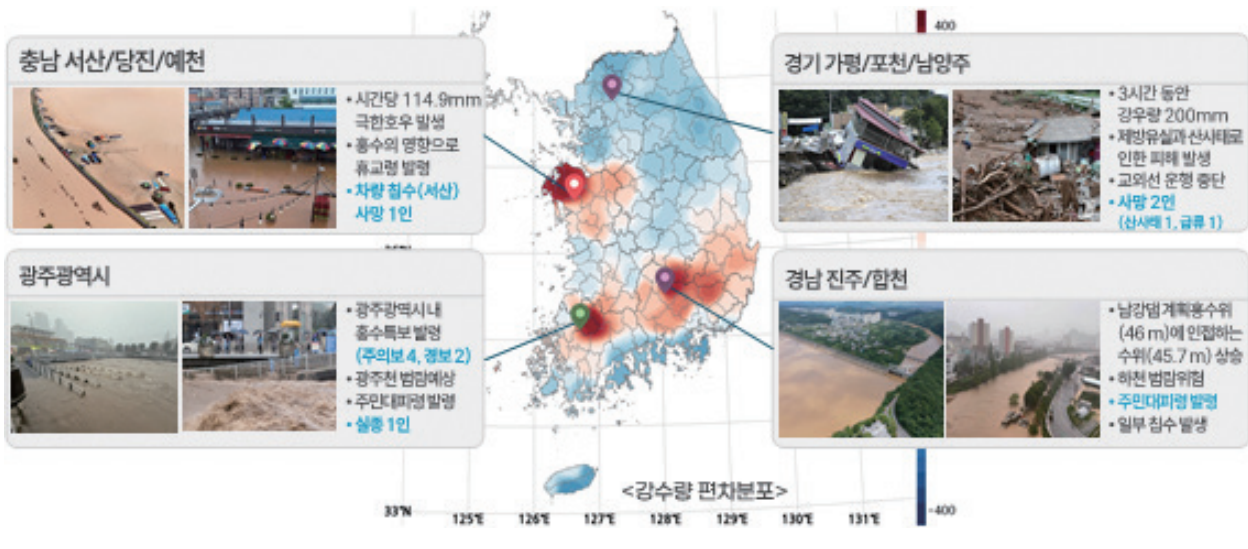 충남 서산/당진/예천
• 시간당 114.9mm
극한호우 발생
• 홍수의 영향으로
휴교령 발령
• 차량 침수(서산)
사망 1인
경기 가평/포천/남양주
• 3시간 동안
강우량 200mm
• 제방유실과 산사태로
인한 피해 발생
• 교외선 운행 중단
• 사망 2인
(산사태 1, 급류 1)
광주광역시
• 광주광역시 내
홍수특보 발령
(주의보 4, 경보 2)
• 광주천 범람예상
• 주민대피령 발령
• 실종 1인
경남 진주/합천
• 남강댐 계획홍수위
(46 m)에 인접하는
수위(45.7 m) 상승
• 하천 범람위험
• 주민대피령 발령
• 일부 침수 발생
400
-400
<강수량 편차분포>
33°N
125°E 126°E 127°E 128°E 129°E 130°E 131°E